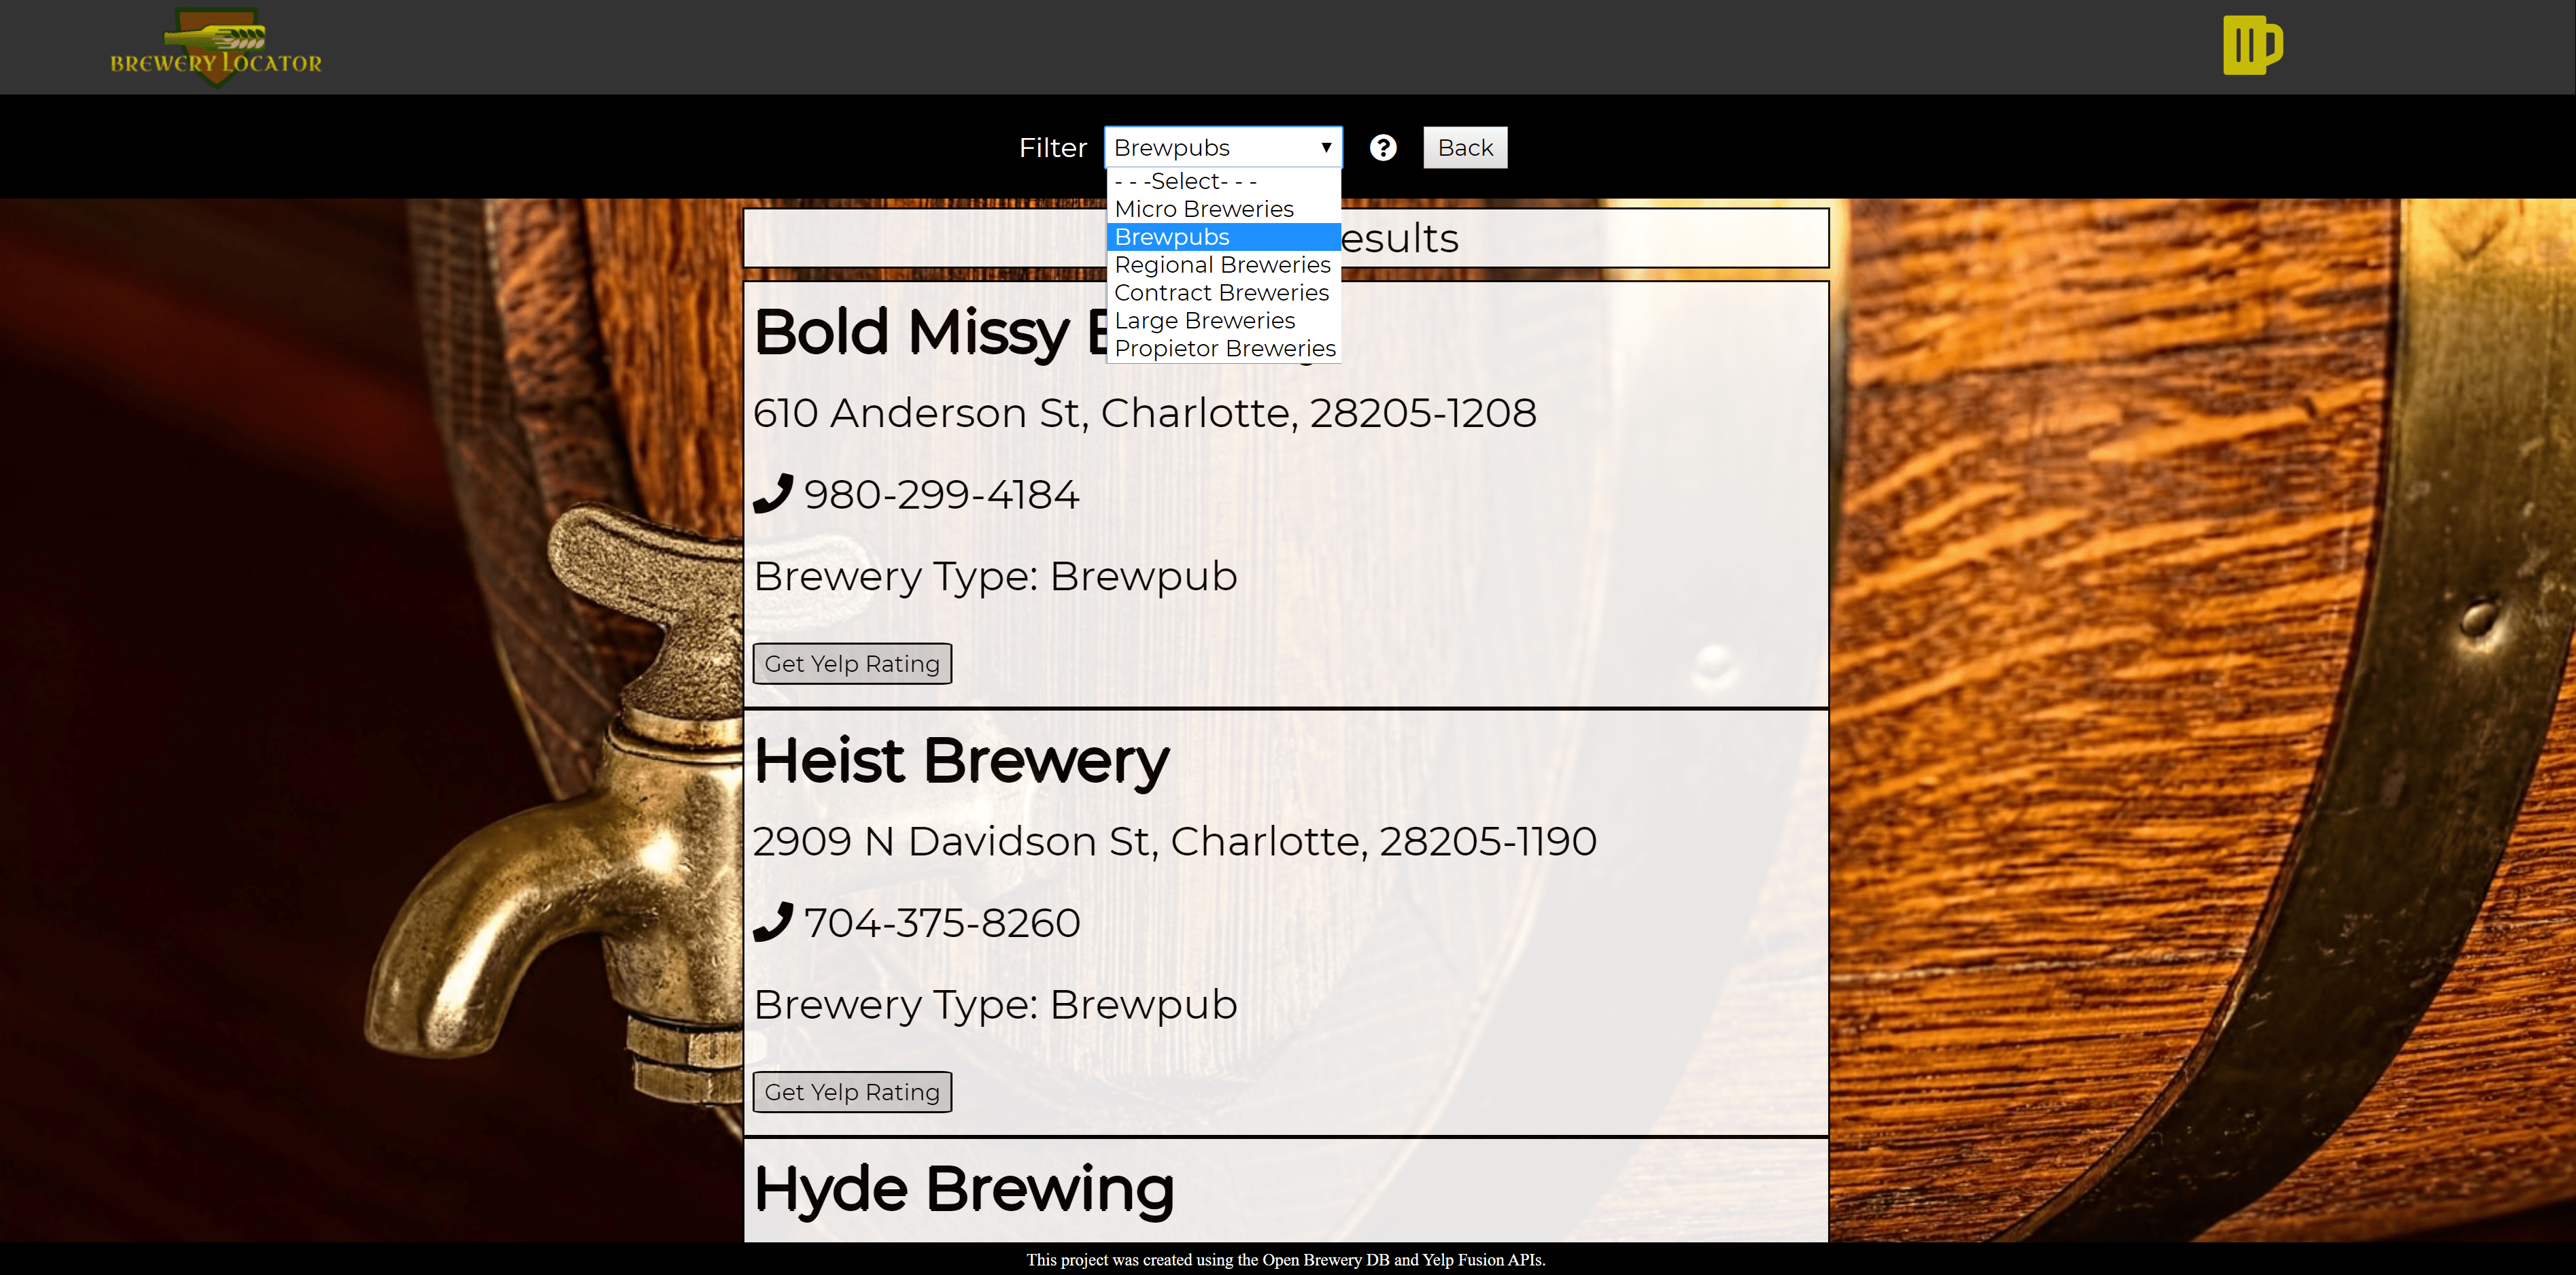 BREWERY LOCATOR
Filter
Brewpubs
Back
- - -Select- - -
Micro Breweries
Brewpubs
Regional Breweries
Contract Breweries
Large Breweries
Propietor Breweries
esults
Bold Missy
610 Anderson St, Charlotte, 28205-1208
980-299-4184
Brewery Type: Brewpub
Get Yelp Rating
Heist Brewery
2909 N Davidson St, Charlotte, 28205-1190
704-375-8260
Brewery Type: Brewpub
Get Yelp Rating
Hyde Brewing
This project was created using the Open Brewery DB and Yelp Fusion APIs.